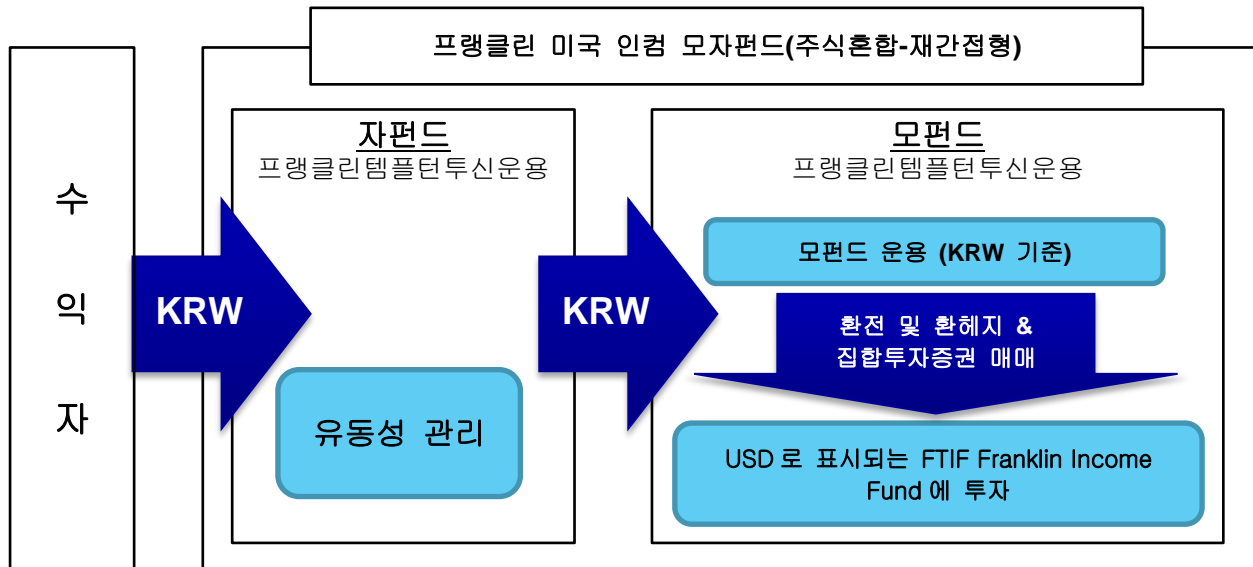 프랭클린 미국 인컴 모자펀드(주식혼합-재간접형)
수
익
자
KRW
자펀드
프랭클린템플턴투신운용
유동성 관리
KRW
모펀드
프랭클린템플턴투신운용
모펀드 운용 (KRW 기준)
환전 및 환헤지 &
집합투자증권 매매
USD 로 표시되는 FTIF Franklin Income
Fund 에 투자